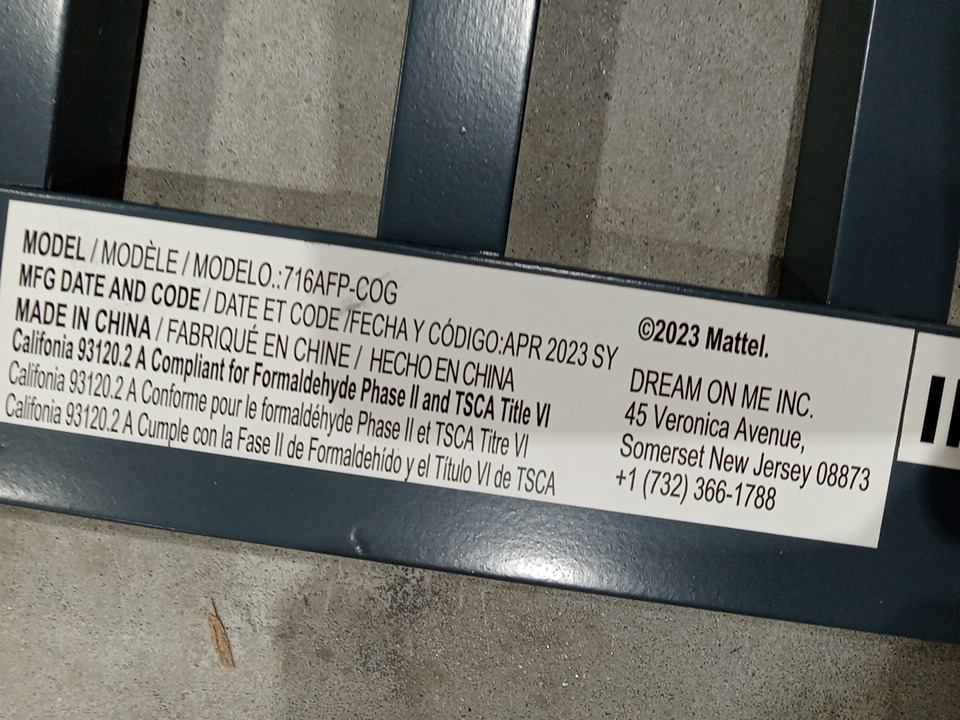 MODEL / MODÈLE / MODELO.:716AFP-COG
MFG DATE AND CODE / DATE ET CODE /FECHA Y CÓDIGO:APR 2023 SY
MADE IN CHINA / FABRIQUÉ EN CHINE / HECHO EN CHINA
Califonia 93120.2 A Compliant for Formaldehyde Phase II and TSCA Title VI
Califonia 93120.2 A Conforme pour le formaldéhyde Phase II et TSCA Titre VI
Califonia 93120.2 A Cumple con la Fase II de Formaldehído y el Título VI de TSCA
©2023 Mattel.
DREAM ON ME INC.
45 Veronica Avenue,
Somerset New Jersey 08873
+1 (732) 366-1788